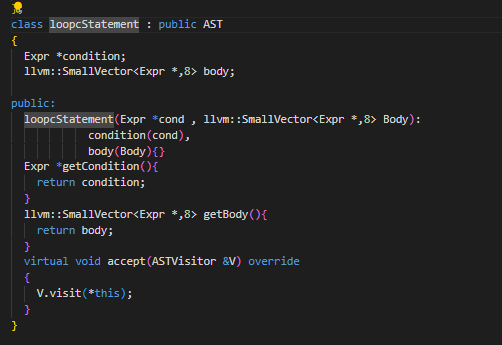 }
class loopcStatement : public AST
{
Expr *condition;
llvm::SmallVector<Expr *,8> body;
public:
loopcStatement(Expr *cond , llvm::SmallVector<Expr *,8> Body):
condition(cond),
body(Body){}
Expr *getCondition(){
return condition;
}
llvm::SmallVector<Expr *,8> getBody(){
return body;
}
virtual void accept(ASTVisitor &V) override
{
V.visit(*this);
}
}